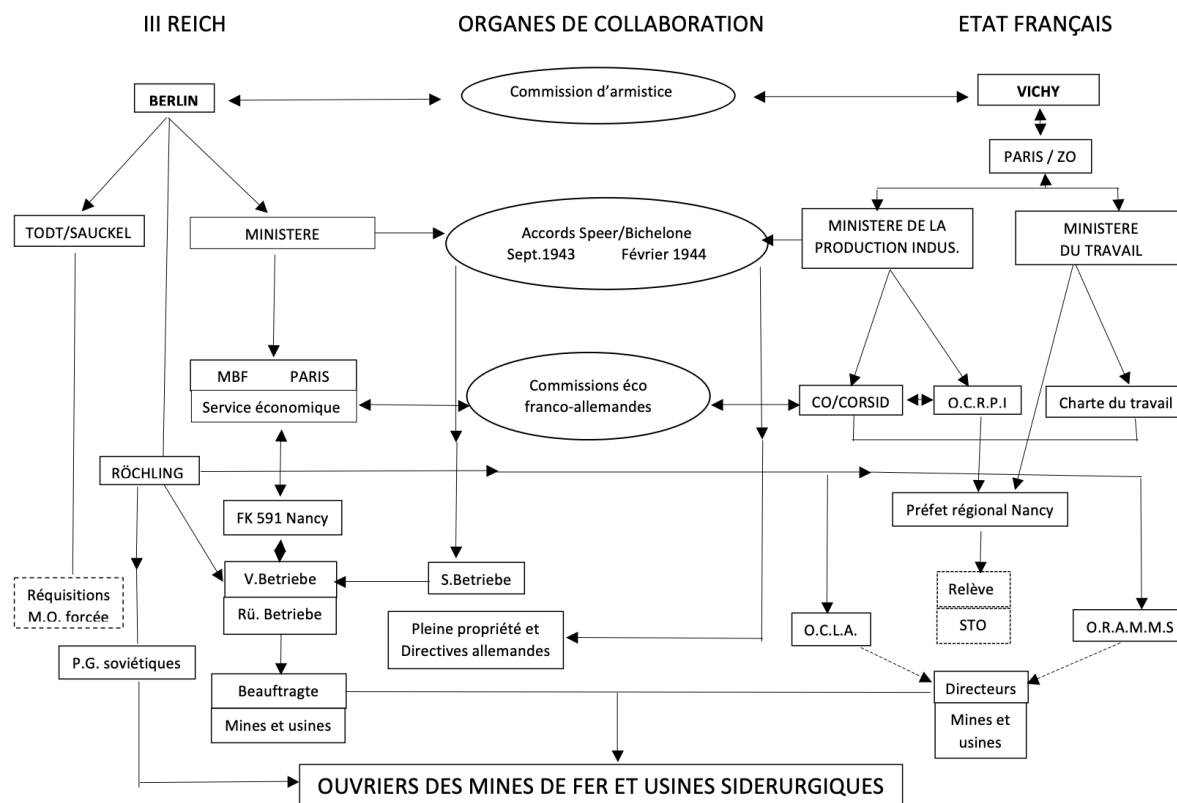 III REICH
ORGANES DE COLLABORATION
ETAT FRANÇAIS
BERLIN
Commission d'armistice
VICHY
PARIS / ZO
TODT/SAUCKEL
MINISTERE
Accords Speer/Bichelone
Sept.1943 Février 1944
MINISTERE DE LA
PRODUCTION INDUS.
MINISTERE
DU TRAVAIL
MBF PARIS
Service économique
Commissions éco
franco-allemandes
CO/CORSID
O.C.R.P.I
Charte du travail
RÖCHLING
FK 591 Nancy
Préfet régional Nancy
V.Betriebe
Rü. Betriebe
S.Betriebe
Réquisitions
M.O. forcée
Relève
STO
Pleine propriété et
Directives allemandes
O.C.L.A.
O.R.A.M.M.S
P.G. soviétiques
Beauftragte
Mines et usines
Directeurs
Mines et
usines
OUVRIERS DES MINES DE FER ET USINES SIDERURGIQUES